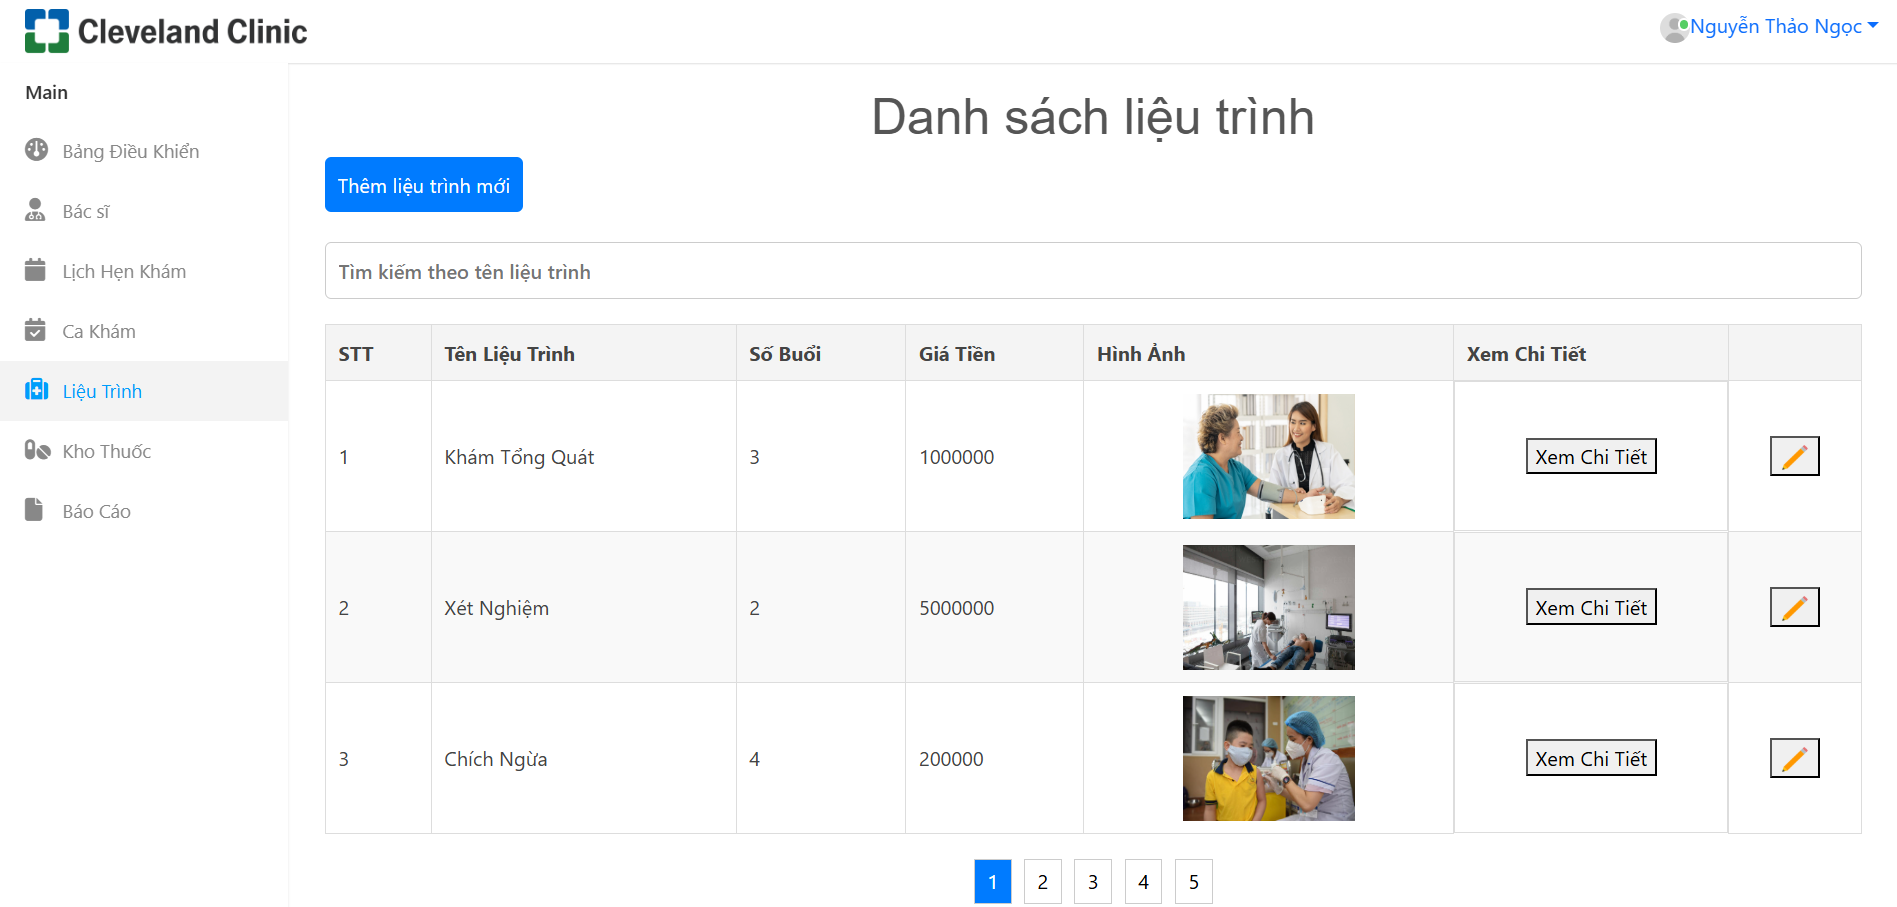 Cleveland Clinic
Nguyễn Thảo Ngọc
Main
Bảng Điều Khiển
Bác sĩ
Lịch Hẹn Khám
Ca Khám
Liệu Trình
Kho Thuốc
Báo Cáo
Danh sách liệu trình
Thêm liệu trình mới
Tìm kiếm theo tên liệu trình
STT Tên Liệu Trình Số Buổi Giá Tiền Hình Ảnh Xem Chi Tiết
1 Khám Tổng Quát 3 1000000 Xem Chi Tiết
2 Xét Nghiệm 2 5000000 Xem Chi Tiết
3 Chích Ngừa 4 200000 Xem Chi Tiết
1 2 3 4 5